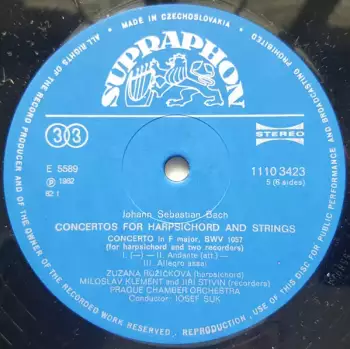 MADE IN CZECHOSLOVAKIA
ALL RIGHTS OF THE RECORD PRODUCER AND OF THE OWNER OF THE RECORDED WORK RESERVED. REPRODUCTION - USE OF THIS RECORD FOR PUBLIC PERFORMANCE AND BROADCASTING PROHIBITED
SUPRAPHON
33
STEREO
E 5589
Ⓟ 1982
82 1
1110 3423
5 (6 sides)
Johann Sebastian Bach
CONCERTOS FOR HARPSICHORD AND STRINGS
CONCERTO in F major, BWV 1057
(for harpsichord and two recorders)
I. (—) – II. Andante (att.) –
III. Allegro assai
ZUZANA RŮŽIČKOVÁ (harpsichord)
MILOSLAV KLEMENT and JIŘÍ STIVÍN (recorders)
PRAGUE CHAMBER ORCHESTRA
Conductor: JOSEF SUK